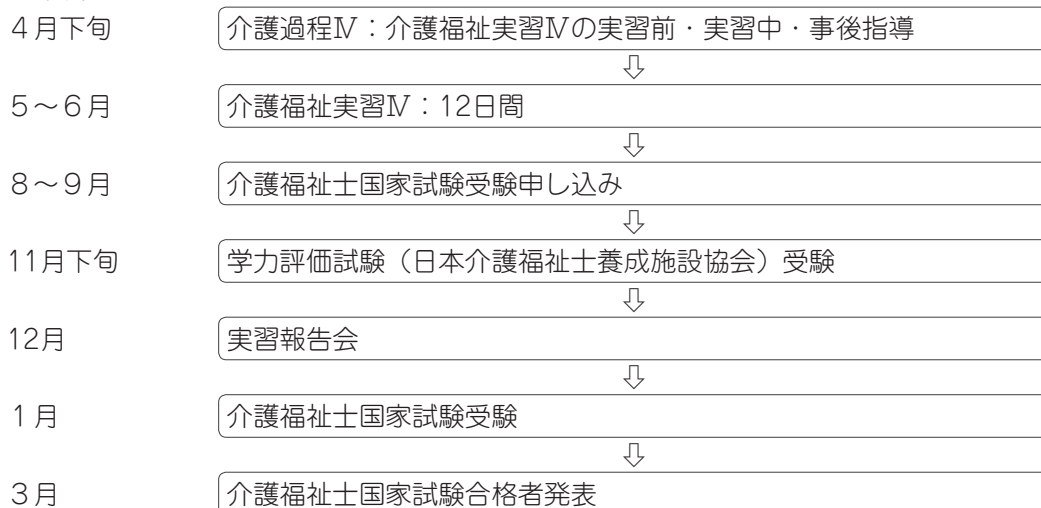 4月下旬 介護過程Ⅳ：介護福祉実習Ⅳの実習前・実習中・事後指導
⇩
5～6月 介護福祉実習Ⅳ：12日間
⇩
8～9月 介護福祉士国家試験受験申し込み
⇩
11月下旬 学力評価試験（日本介護福祉士養成施設協会）受験
⇩
12月 実習報告会
⇩
1月 介護福祉士国家試験受験
⇩
3月 介護福祉士国家試験合格者発表